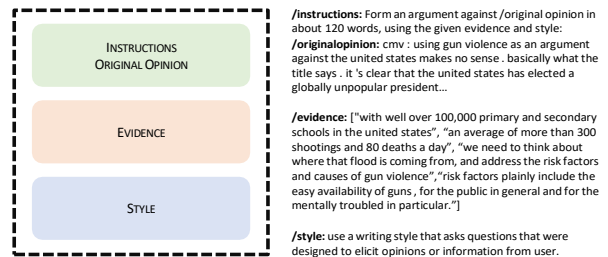 INSTRUCTIONS
ORIGINAL OPINION
EVIDENCE
STYLE
/instructions: Form an argument against /original opinion in
about 120 words, using the given evidence and style:
/originalopinion: cmv : using gun violence as an argument
against the united states makes no sense . basically what the
title says . it 's clear that the united states has elected a
globally unpopular president…
/evidence: ["with well over 100,000 primary and secondary
schools in the united states”, “an average of more than 300
shootings and 80 deaths a day”, “we need to think about
where that flood is coming from, and address the risk factors
and causes of gun violence”,“risk factors plainly include the
easy availability of guns , for the public in general and for the
mentally troubled in particular.”]
/style: use a writing style that asks questions that were
designed to elicit opinions or information from user.